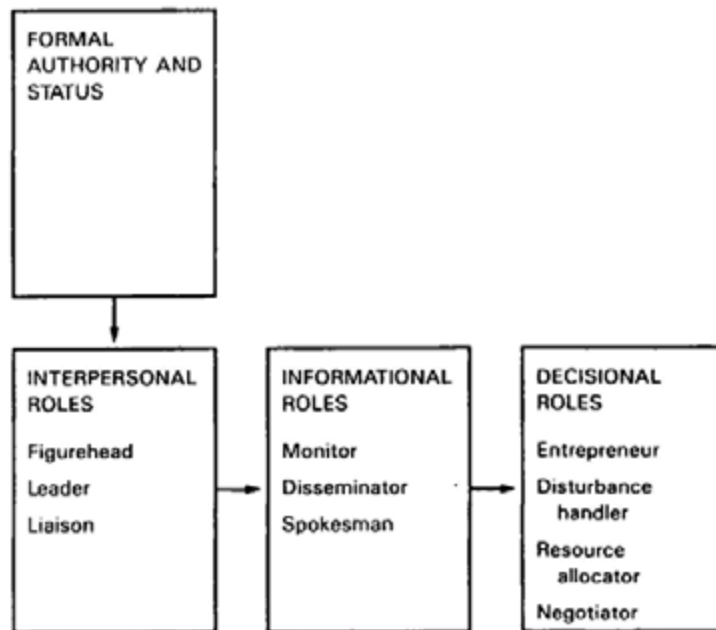 FORMAL
AUTHORITY AND
STATUS
INTERPERSONAL
ROLES
Figurehead
Leader
Liaison
INFORMATIONAL
ROLES
Monitor
Disseminator
Spokesman
DECISIONAL
ROLES
Entrepreneur
Disturbance
handler
Resource
allocator
Negotiator